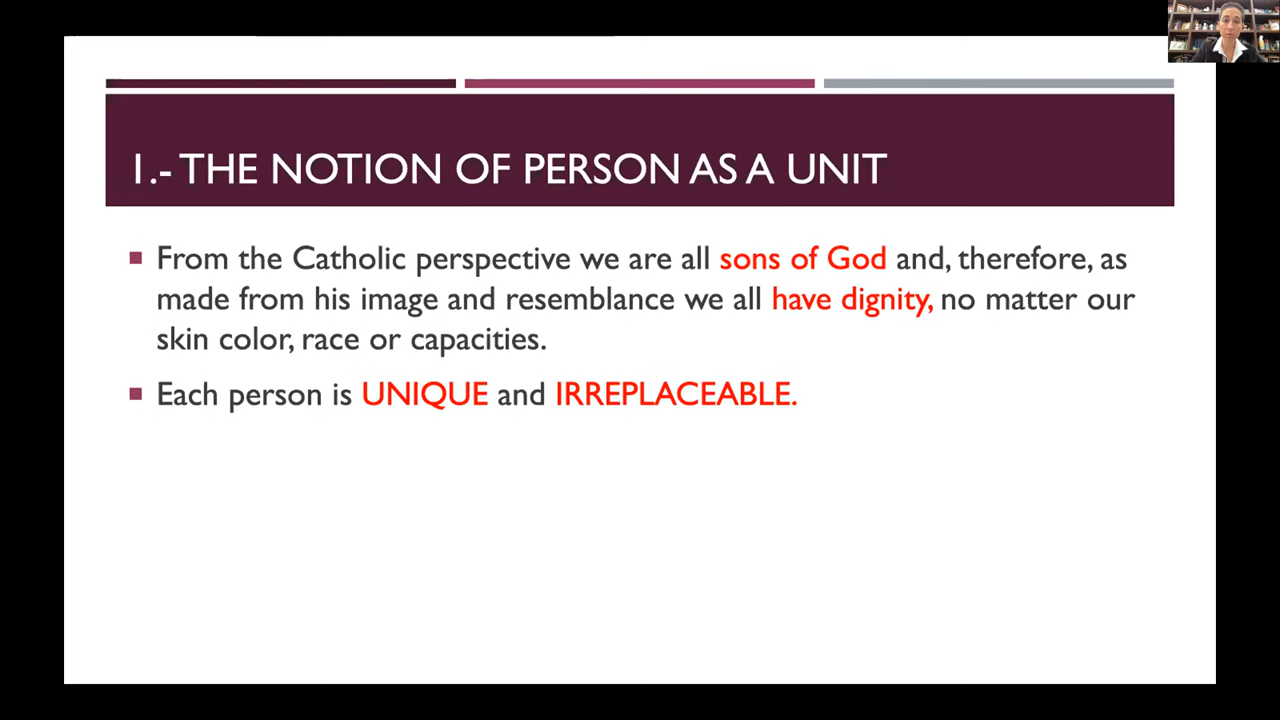 1.- THE NOTION OF PERSON AS A UNIT
From the Catholic perspective we are all sons of God and, therefore, as
made from his image and resemblance we all have dignity, no matter our
skin color, race or capacities.
Each person is UNIQUE and IRREPLACEABLE.